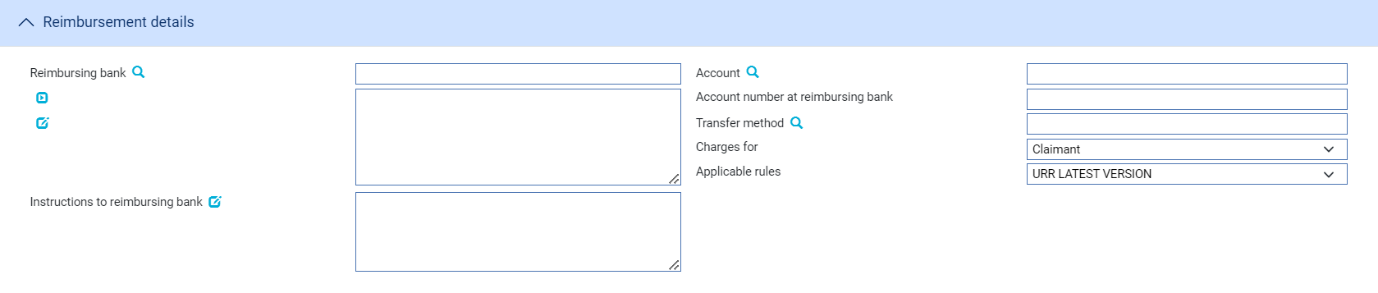 Reimbursement details
Reimbursing bank
Instructions to reimbursing bank
Account
Account number at reimbursing bank
Transfer method
Charges for
Claimant
Applicable rules
URR LATEST VERSION